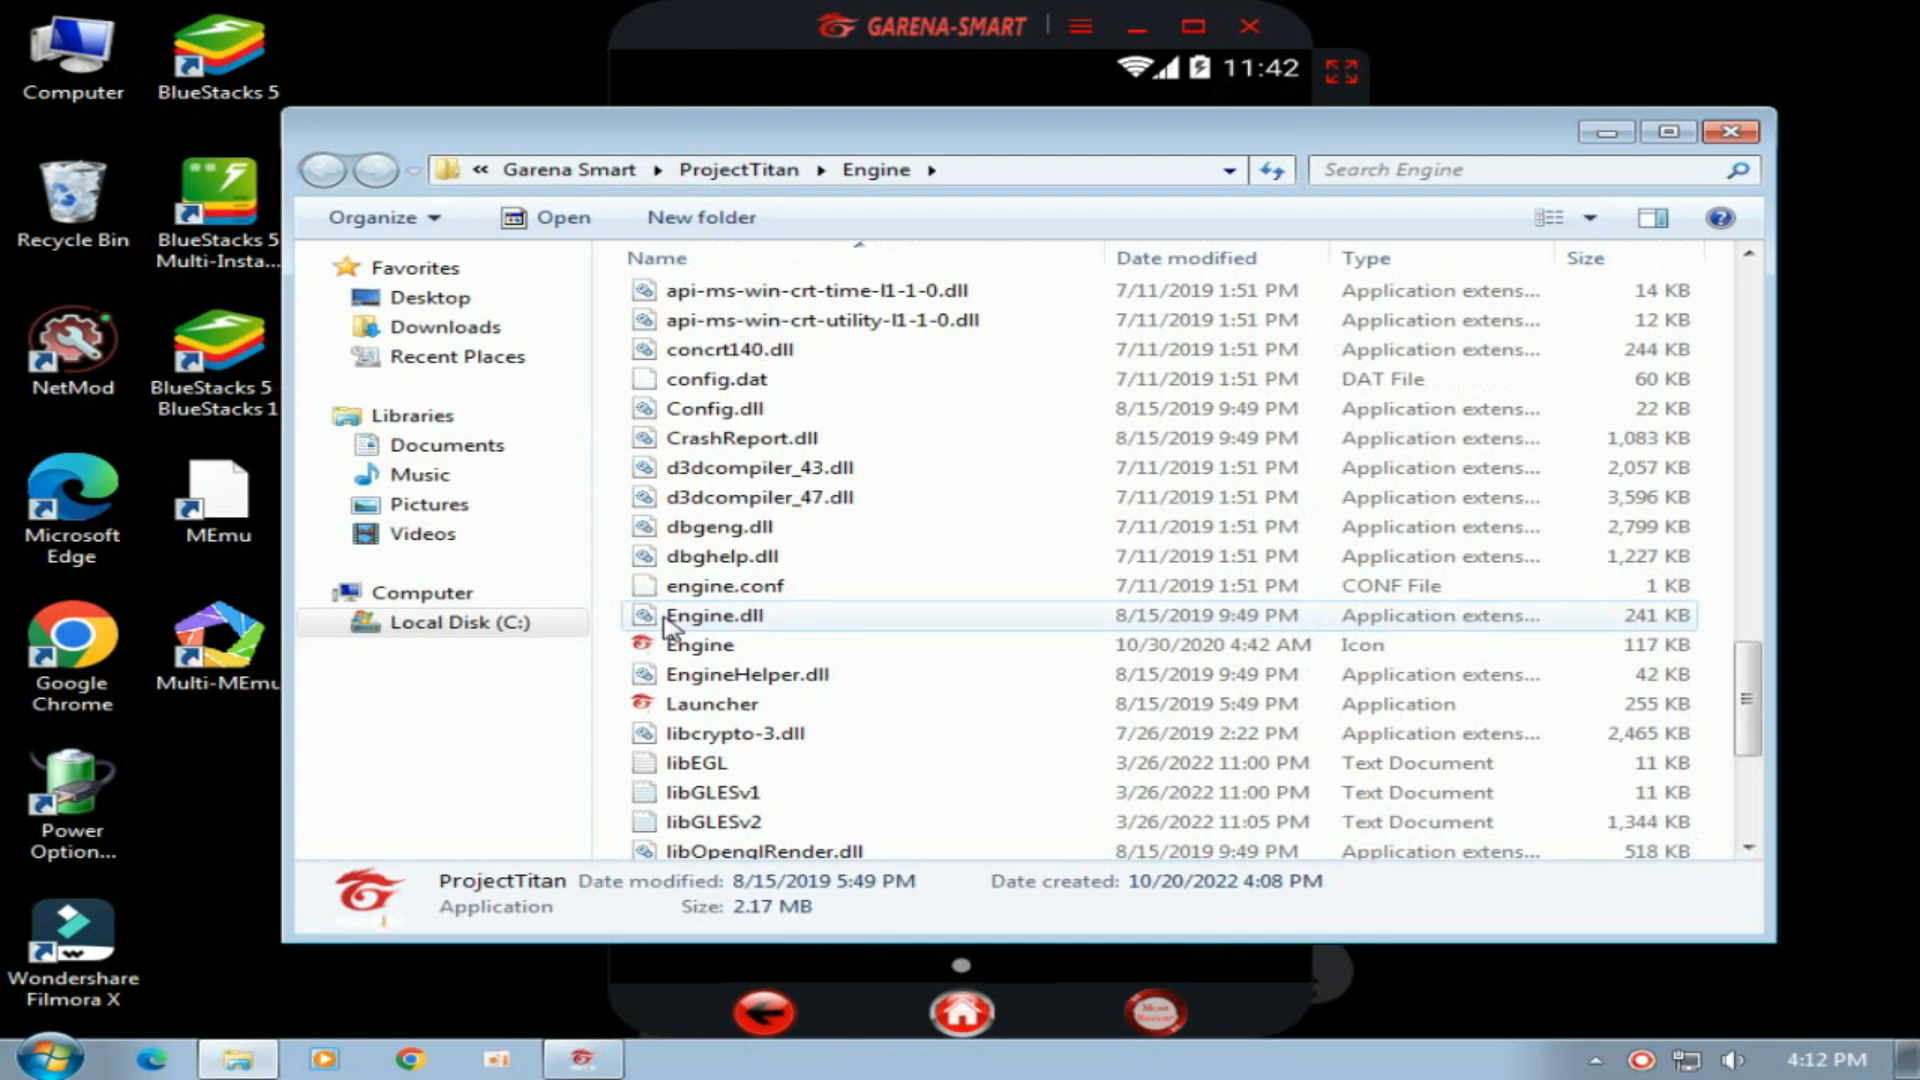 GARENA-SMART
11:42
Computer
BlueStacks 5
Recycle Bin
BlueStacks 5
Multi-Insta...
NetMod
BlueStacks 5
BlueStacks 1
Microsoft
Edge
MEmu
Google
Chrome
Multi-MEmu
Power
Option...
Wondershare
Filmora X
« Garena Smart ProjectTitan Engine
Search Engine
Organize Open New folder
Favorites
Desktop
Downloads
Recent Places
Libraries
Documents
Music
Pictures
Videos
Computer
Local Disk (C:)
Name Date modified Type Size
api-ms-win-crt-time-l1-1-0.dll 7/11/2019 1:51 PM Application extens... 14 KB
api-ms-win-crt-utility-l1-1-0.dll 7/11/2019 1:51 PM Application extens... 12 KB
concrt140.dll 7/11/2019 1:51 PM Application extens... 244 KB
config.dat 7/11/2019 1:51 PM DAT File 60 KB
Config.dll 8/15/2019 9:49 PM Application extens... 22 KB
CrashReport.dll 8/15/2019 9:49 PM Application extens... 1,083 KB
d3dcompiler_43.dll 7/11/2019 1:51 PM Application extens... 2,057 KB
d3dcompiler_47.dll 7/11/2019 1:51 PM Application extens... 3,596 KB
dbgeng.dll 7/11/2019 1:51 PM Application extens... 2,799 KB
dbghelp.dll 7/11/2019 1:51 PM Application extens... 1,227 KB
engine.conf 7/11/2019 1:51 PM CONF File 1 KB
Engine.dll 8/15/2019 9:49 PM Application extens... 241 KB
Engine 10/30/2020 4:42 AM Icon 117 KB
EngineHelper.dll 8/15/2019 9:49 PM Application extens... 42 KB
Launcher 8/15/2019 5:49 PM Application 255 KB
libcrypto-3.dll 7/26/2019 2:22 PM Application extens... 2,465 KB
libEGL 3/26/2022 11:00 PM Text Document 11 KB
libGLESv1 3/26/2022 11:00 PM Text Document 11 KB
libGLESv2 3/26/2022 11:05 PM Text Document 1,344 KB
libOpenglRender.dll 8/15/2019 9:49 PM Application extens... 518 KB
ProjectTitan Date modified: 8/15/2019 5:49 PM Date created: 10/20/2022 4:08 PM
Application Size: 2.17 MB
4:12 PM